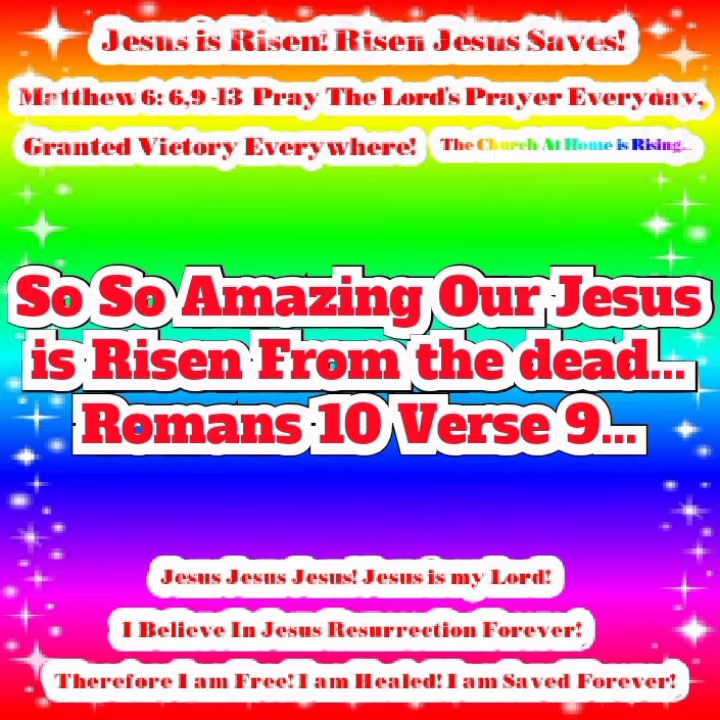 Jesus is Risen! Risen Jesus Saves!
Matthew 6: 6,9 -13 Pray The Lord's Prayer Everyday,
Granted Victory Everywhere! The Church At Home is Rising...
So So Amazing Our Jesus
is Risen From the dead...
Romans 10 Verse 9...
Jesus Jesus Jesus! Jesus is my Lord!
I Believe In Jesus Resurrection Forever!
Therefore I am Free! I am Healed! I am Saved Forever!